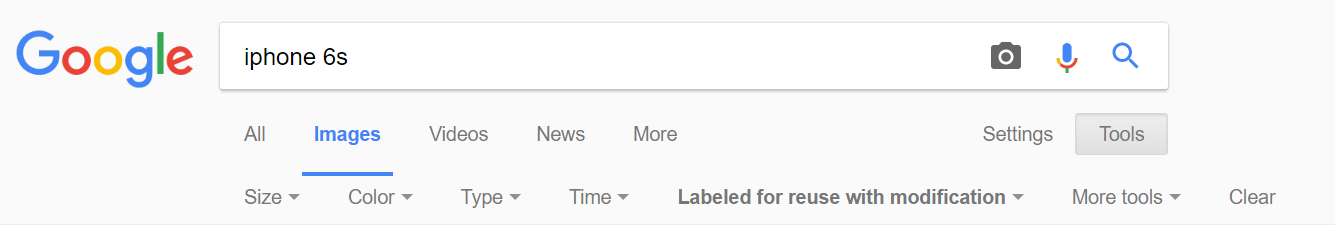 Google iphone 6s
All Images Videos News More Settings Tools
Size Color Type Time Labeled for reuse with modification More tools Clear